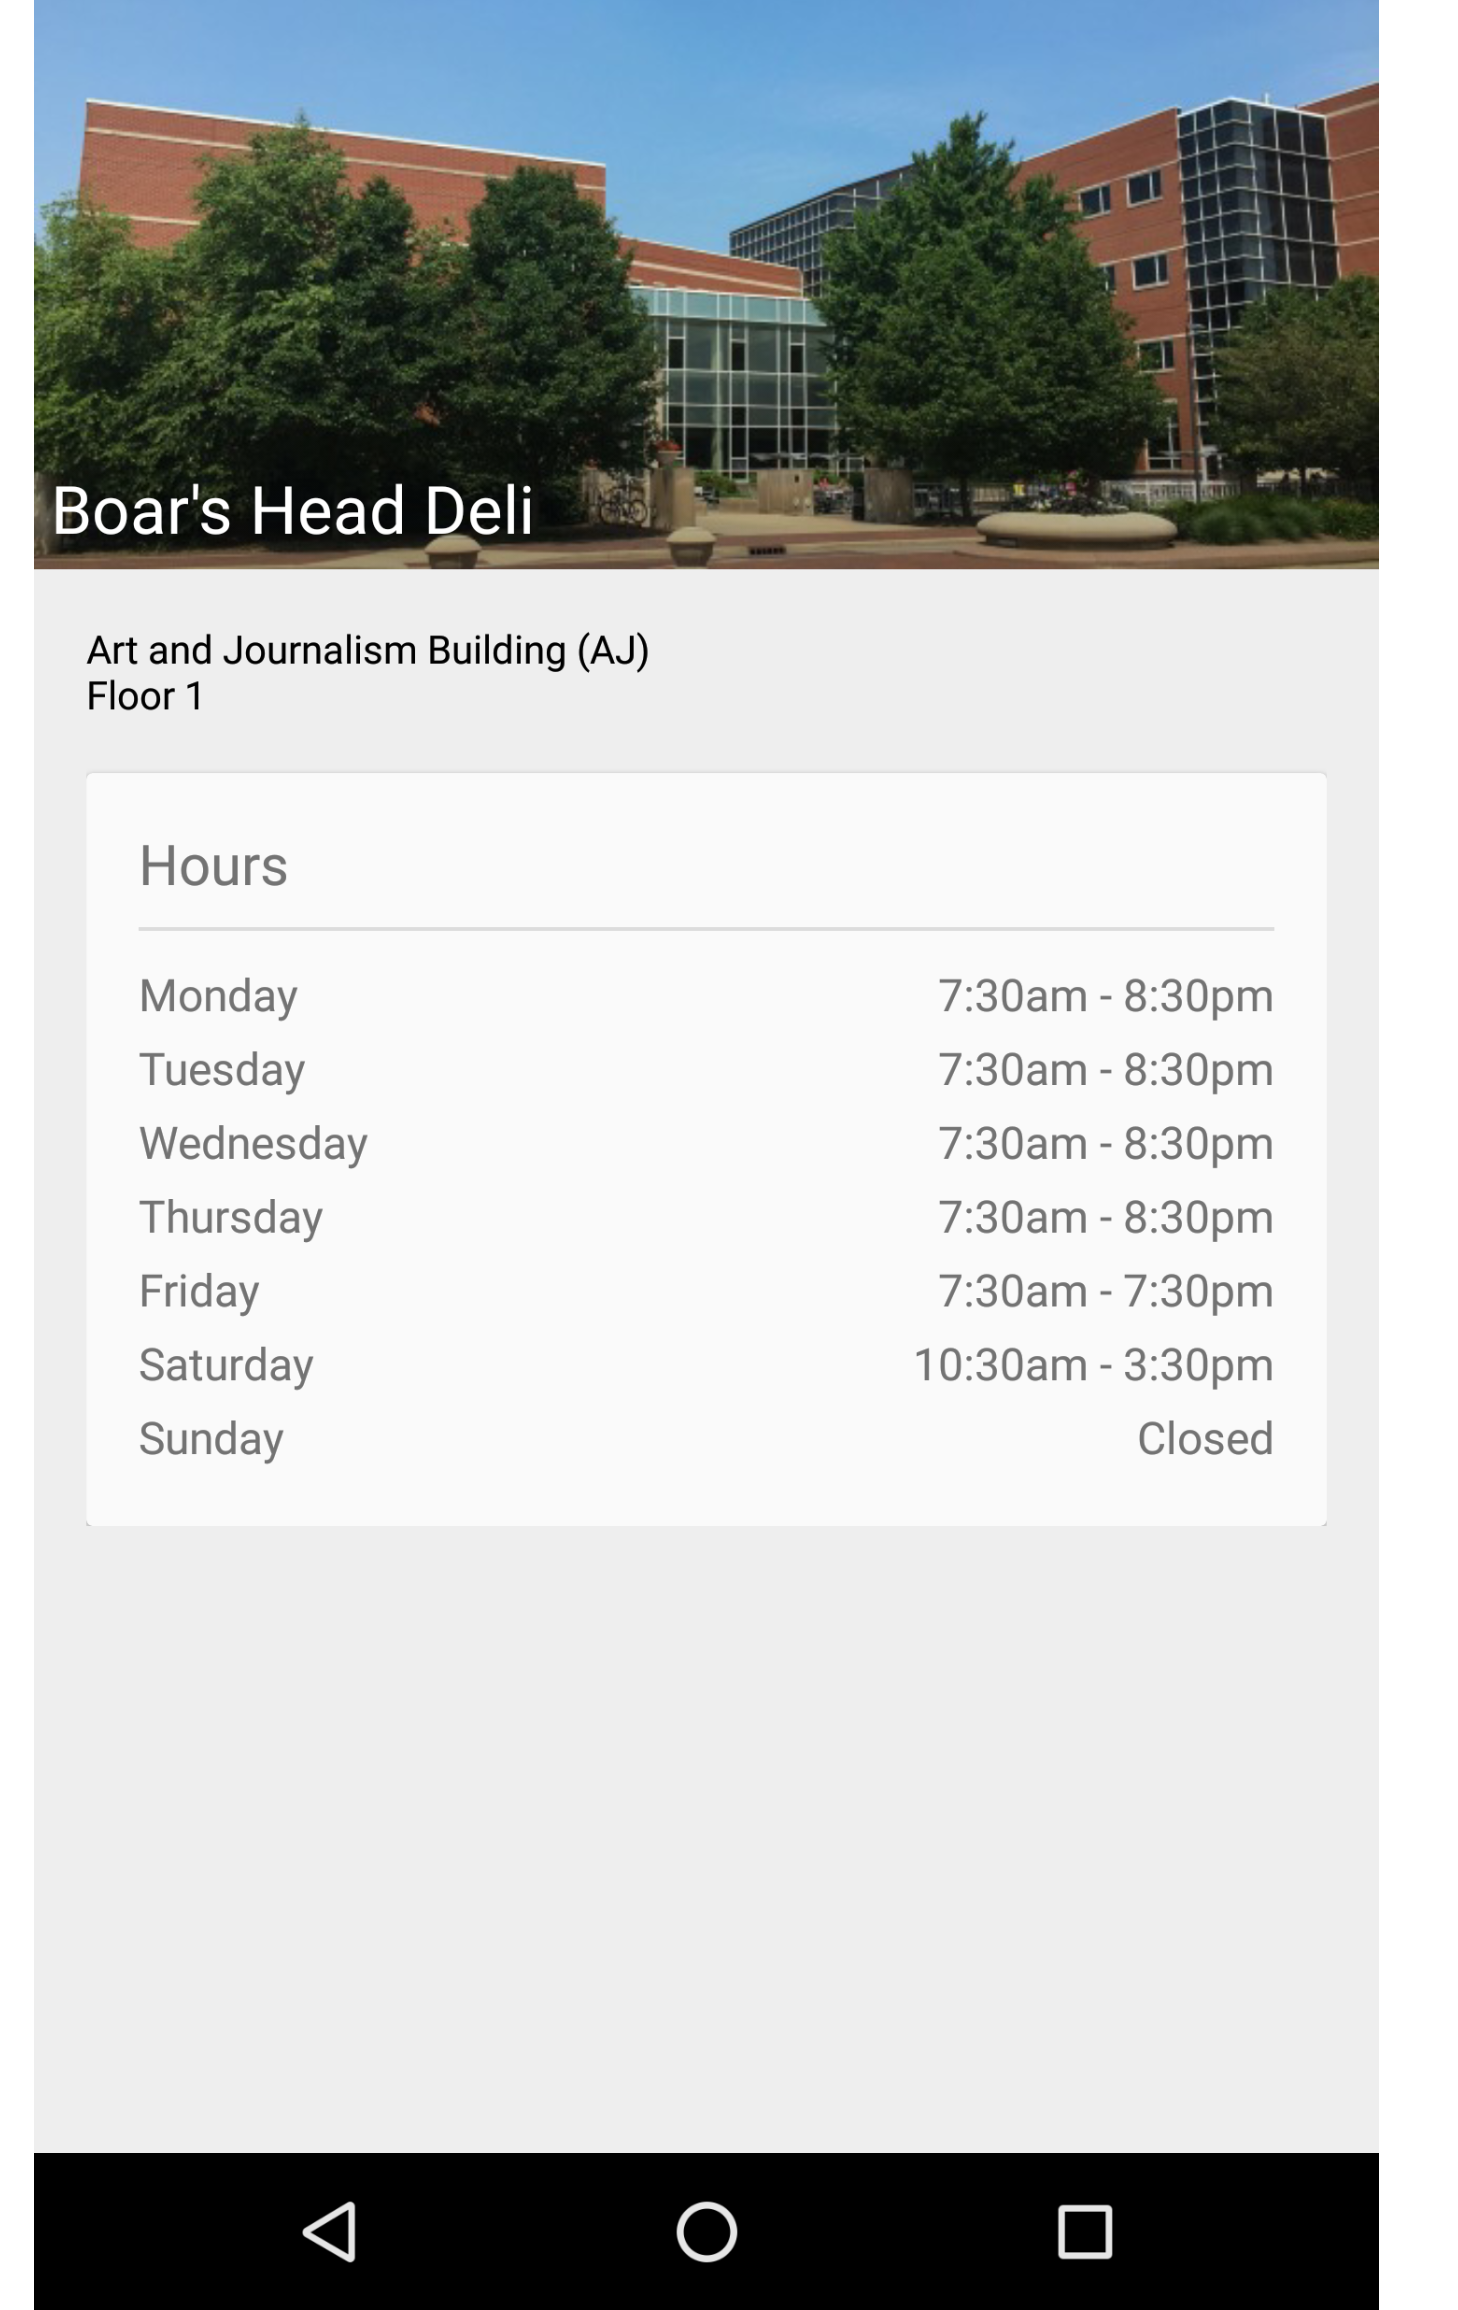 Boar's Head Deli
Art and Journalism Building (AJ)
Floor 1
Hours
Monday 7:30am - 8:30pm
Tuesday 7:30am - 8:30pm
Wednesday 7:30am - 8:30pm
Thursday 7:30am - 8:30pm
Friday 7:30am - 7:30pm
Saturday 10:30am - 3:30pm
Sunday Closed